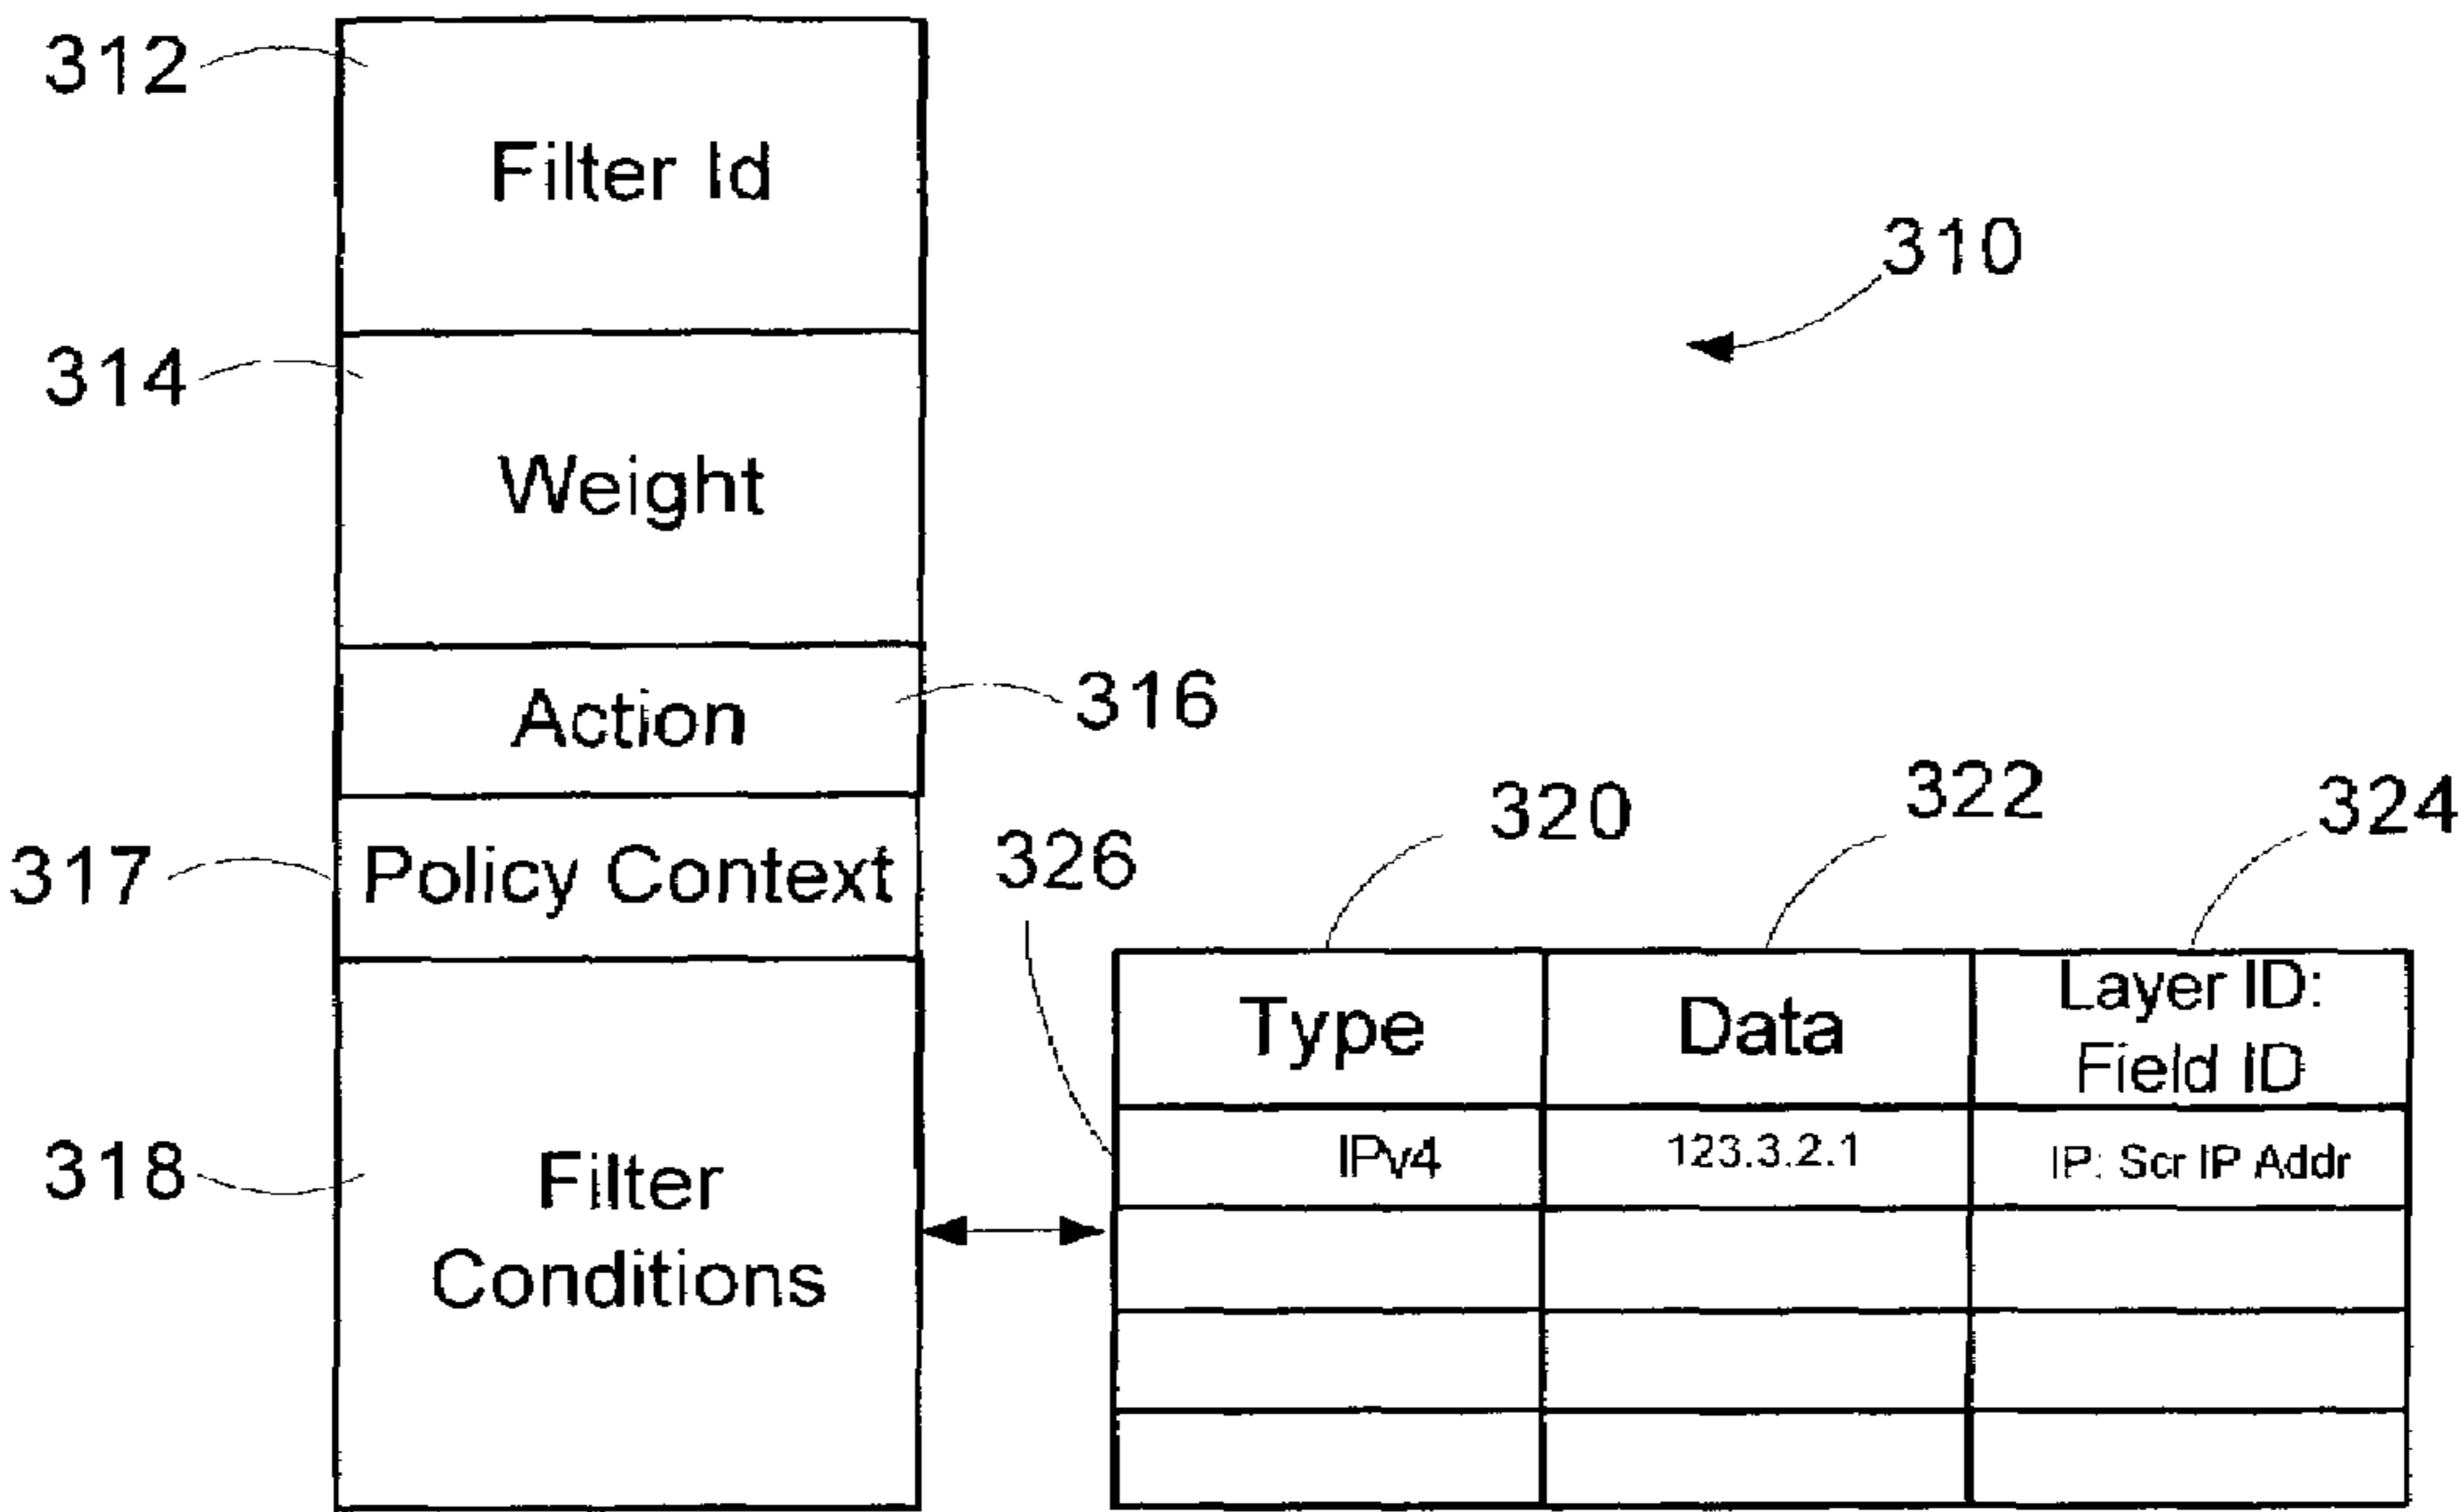 312
Filter Id
310
314
Weight
Action
316
317
Policy Context
326
320
322
324
Type
Data
Layer ID:
Field ID
IPv4
123.3.2.1
IP: Scr IP Addr
318
Filter
Conditions